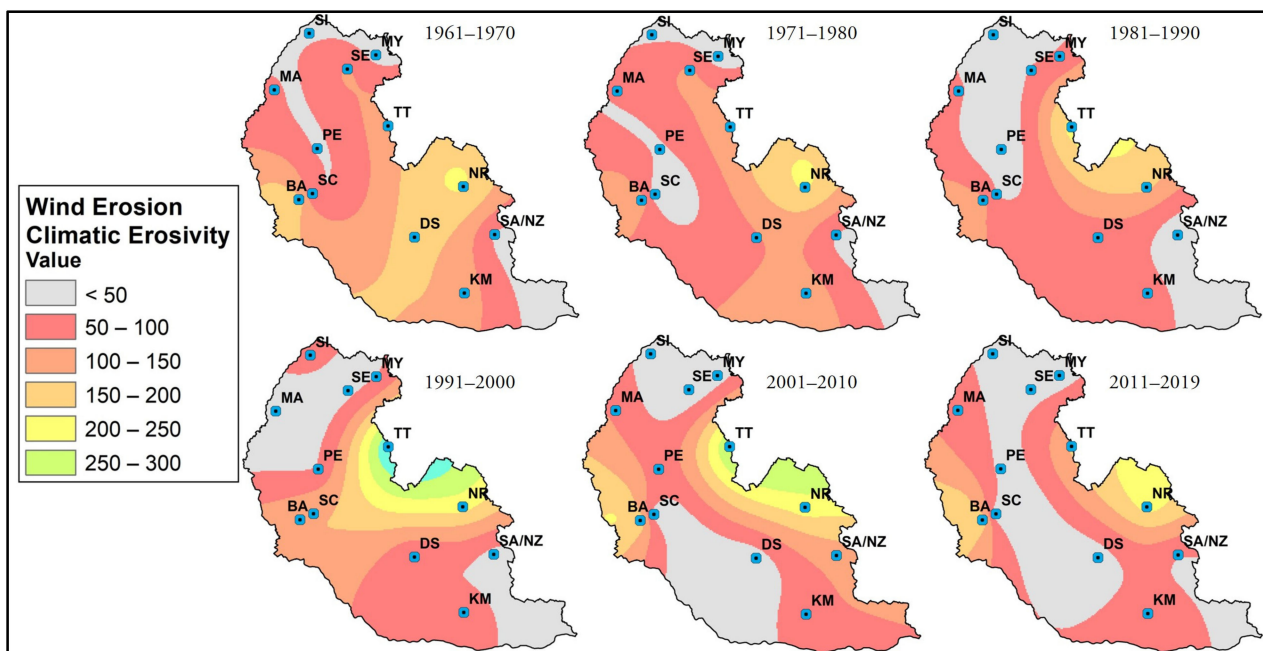 SI
MY
1961–1970
SE
MA
TT
PE
NR
BA
SC
SA/NZ
DS
KM
SI
MY
1971–1980
SE
MA
TT
PE
NR
BA
SC
SA/NZ
DS
KM
SI
MY
1981–1990
SE
MA
TT
PE
NR
BA
SC
SA/NZ
DS
KM
Wind Erosion
Climatic Erosivity
Value
< 50
50 – 100
100 – 150
150 – 200
200 – 250
250 – 300
SI
MY
1991–2000
SE
MA
TT
PE
NR
BA
SC
SA/NZ
DS
KM
SI
MY
2001–2010
SE
MA
TT
PE
NR
BA
SC
SA/NZ
DS
KM
SI
MY
2011–2019
SE
MA
TT
PE
NR
BA
SC
SA/NZ
DS
KM